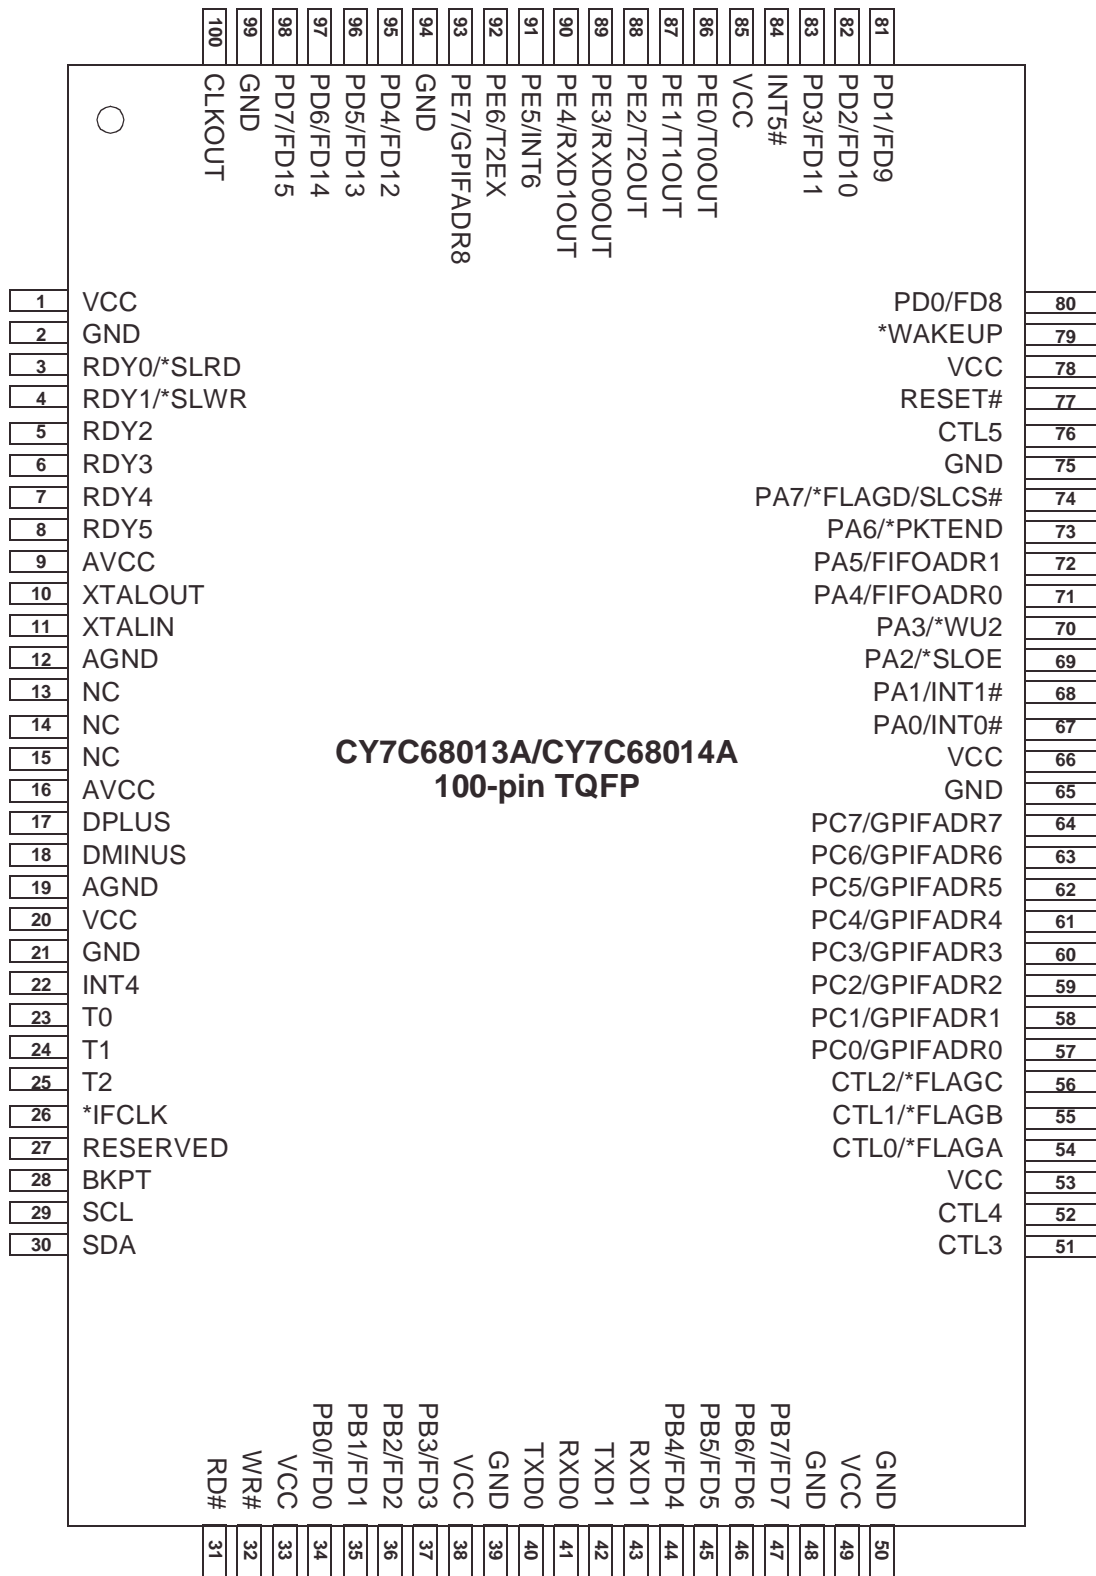 100 99 98 97 96 95 94 93 92 91 90 89 88 87 86 85 84 83 82 81
CLKOUT
GND
PD7/FD15
PD6/FD14
PD5/FD13
PD4/FD12
GND
PE7/GPIFADR8
PE6/T2EX
PE5/INT6
PE4/RXD1OUT
PE3/RXD0OUT
PE2/T2OUT
PE1/T1OUT
PE0/T0OUT
VCC
INT5#
PD3/FD11
PD2/FD10
PD1/FD9
1 VCC
2 GND
3 RDY0/*SLRD
4 RDY1/*SLWR
5 RDY2
6 RDY3
7 RDY4
8 RDY5
9 AVCC
10 XTALOUT
11 XTALIN
12 AGND
13 NC
14 NC
15 NC
16 AVCC
17 DPLUS
18 DMINUS
19 AGND
20 VCC
21 GND
22 INT4
23 T0
24 T1
25 T2
26 *IFCLK
27 RESERVED
28 BKPT
29 SCL
30 SDA
CY7C68013A/CY7C68014A
100-pin TQFP
PD0/FD8 80
*WAKEUP 79
VCC 78
RESET# 77
CTL5 76
GND 75
PA7/*FLAGD/SLCS# 74
PA6/*PKTEND 73
PA5/FIFOADR1 72
PA4/FIFOADR0 71
PA3/*WU2 70
PA2/*SLOE 69
PA1/INT1# 68
PA0/INT0# 67
VCC 66
GND 65
PC7/GPIFADR7 64
PC6/GPIFADR6 63
PC5/GPIFADR5 62
PC4/GPIFADR4 61
PC3/GPIFADR3 60
PC2/GPIFADR2 59
PC1/GPIFADR1 58
PC0/GPIFADR0 57
CTL2/*FLAGC 56
CTL1/*FLAGB 55
CTL0/*FLAGA 54
VCC 53
CTL4 52
CTL3 51
RD#
WR#
VCC
PB0/FD0
PB1/FD1
PB2/FD2
PB3/FD3
VCC
GND
TXD0
RXD0
TXD1
RXD1
PB4/FD4
PB5/FD5
PB6/FD6
PB7/FD7
GND
VCC
GND
31 32 33 34 35 36 37 38 39 40 41 42 43 44 45 46 47 48 49 50